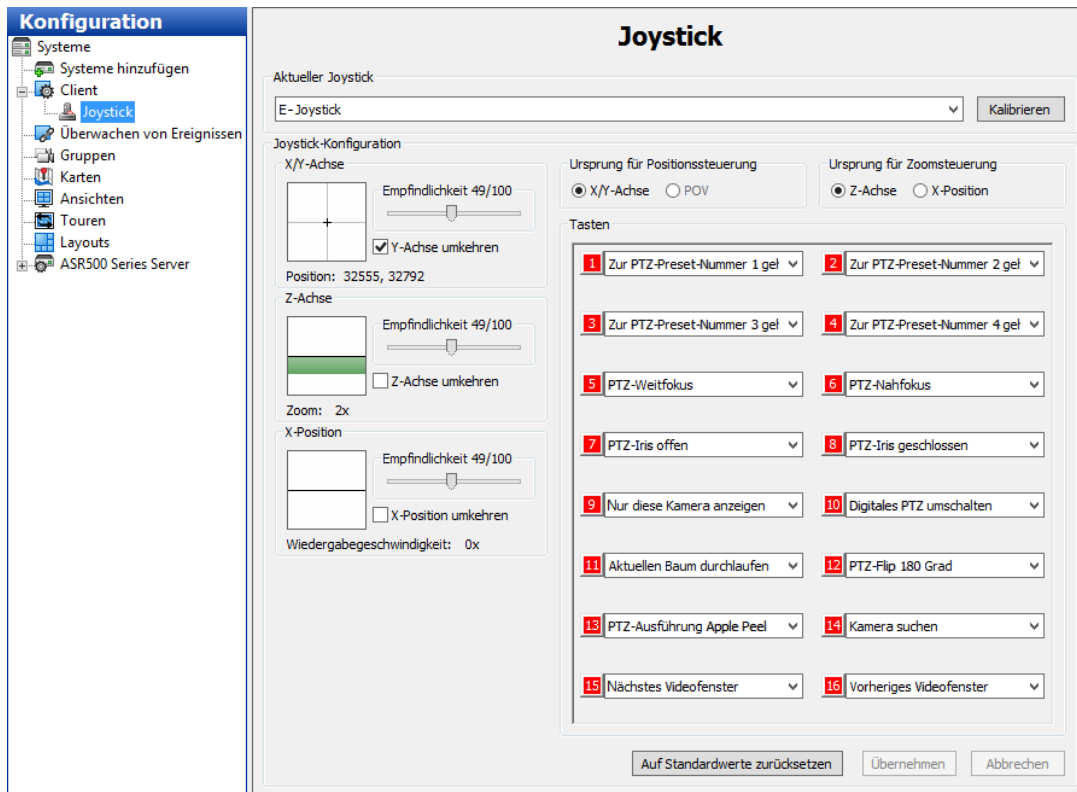 Konfiguration
Systeme
Systeme hinzufügen
Client
Joystick
Überwachen von Ereignissen
Gruppen
Karten
Ansichten
Touren
Layouts
ASR500 Series Server
Joystick
Aktueller Joystick
E-Joystick
Kalibrieren
Joystick-Konfiguration
X/Y-Achse
Empfindlichkeit 49/100
Y-Achse umkehren
Position: 32555, 32792
Z-Achse
Empfindlichkeit 49/100
Z-Achse umkehren
Zoom: 2x
X-Position
Empfindlichkeit 49/100
X-Position umkehren
Wiedergabegeschwindigkeit: 0x
Ursprung für Positionssteuerung
X/Y-Achse POV
Ursprung für Zoomsteuerung
Z-Achse X-Position
Tasten
1 Zur PTZ-Preset-Nummer 1 geh
2 Zur PTZ-Preset-Nummer 2 geh
3 Zur PTZ-Preset-Nummer 3 geh
4 Zur PTZ-Preset-Nummer 4 geh
5 PTZ-Weitfokus
6 PTZ-Nahfokus
7 PTZ-Iris offen
8 PTZ-Iris geschlossen
9 Nur diese Kamera anzeigen
10 Digitales PTZ umschalten
11 Aktuellen Baum durchlaufen
12 PTZ-Flip 180 Grad
13 PTZ-Ausführung Apple Peel
14 Kamera suchen
15 Nächstes Videofenster
16 Vorheriges Videofenster
Auf Standardwerte zurücksetzen
Übernehmen
Abbrechen